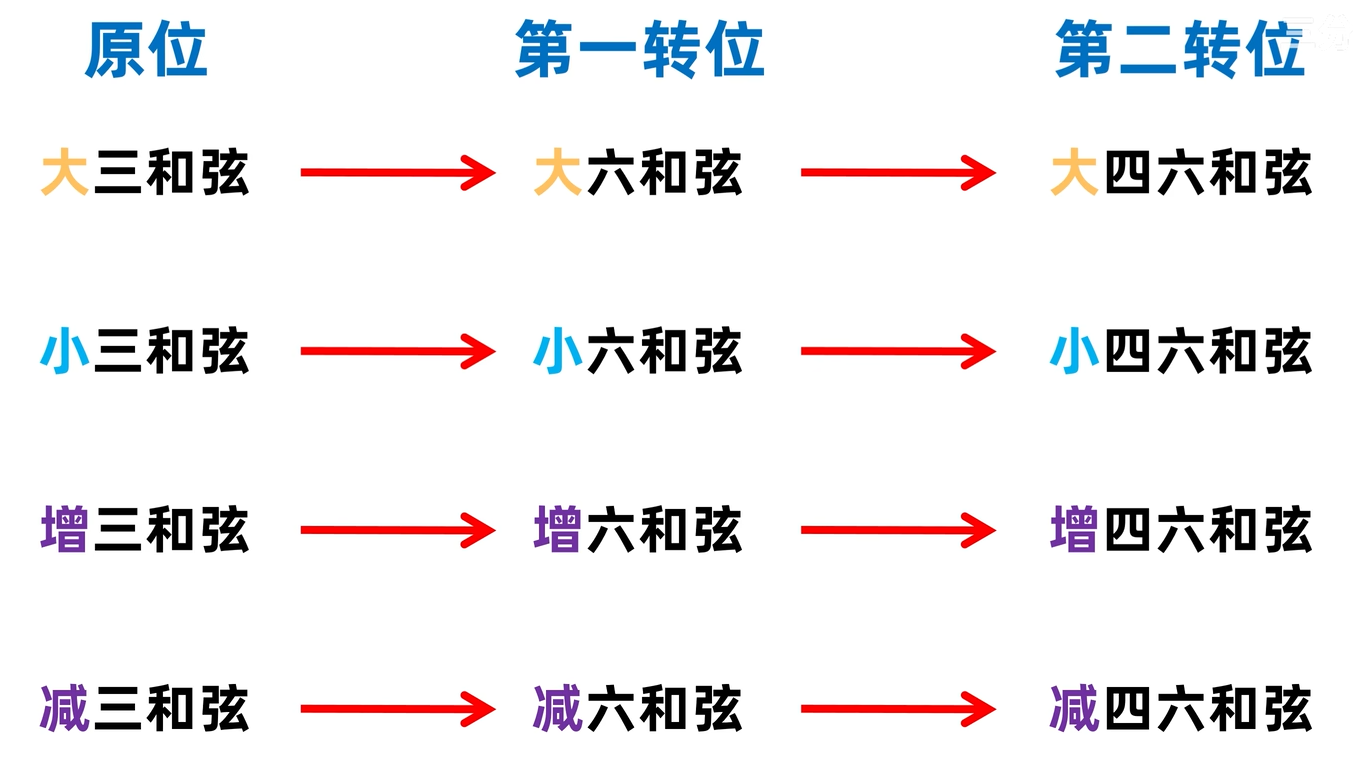 原位 第一转位 第二转位
大三和弦 大六和弦 大四六和弦
小三和弦 小六和弦 小四六和弦
增三和弦 增六和弦 增四六和弦
减三和弦 减六和弦 减四六和弦